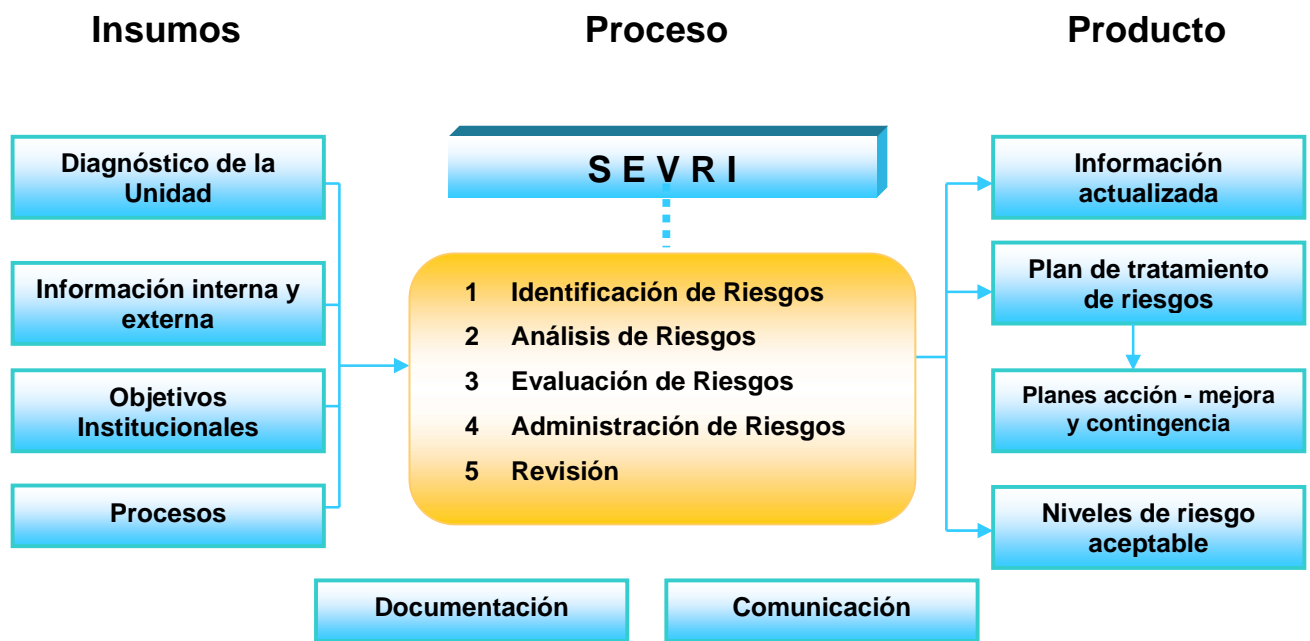 Insumos
Proceso
Producto
Diagnóstico de la
Unidad
Información interna y
externa
Objetivos
Institucionales
Procesos
S E V R I
1 Identificación de Riesgos
2 Análisis de Riesgos
3 Evaluación de Riesgos
4 Administración de Riesgos
5 Revisión
Información
actualizada
Plan de tratamiento
de riesgos
Planes acción - mejora
y contingencia
Niveles de riesgo
aceptable
Documentación
Comunicación